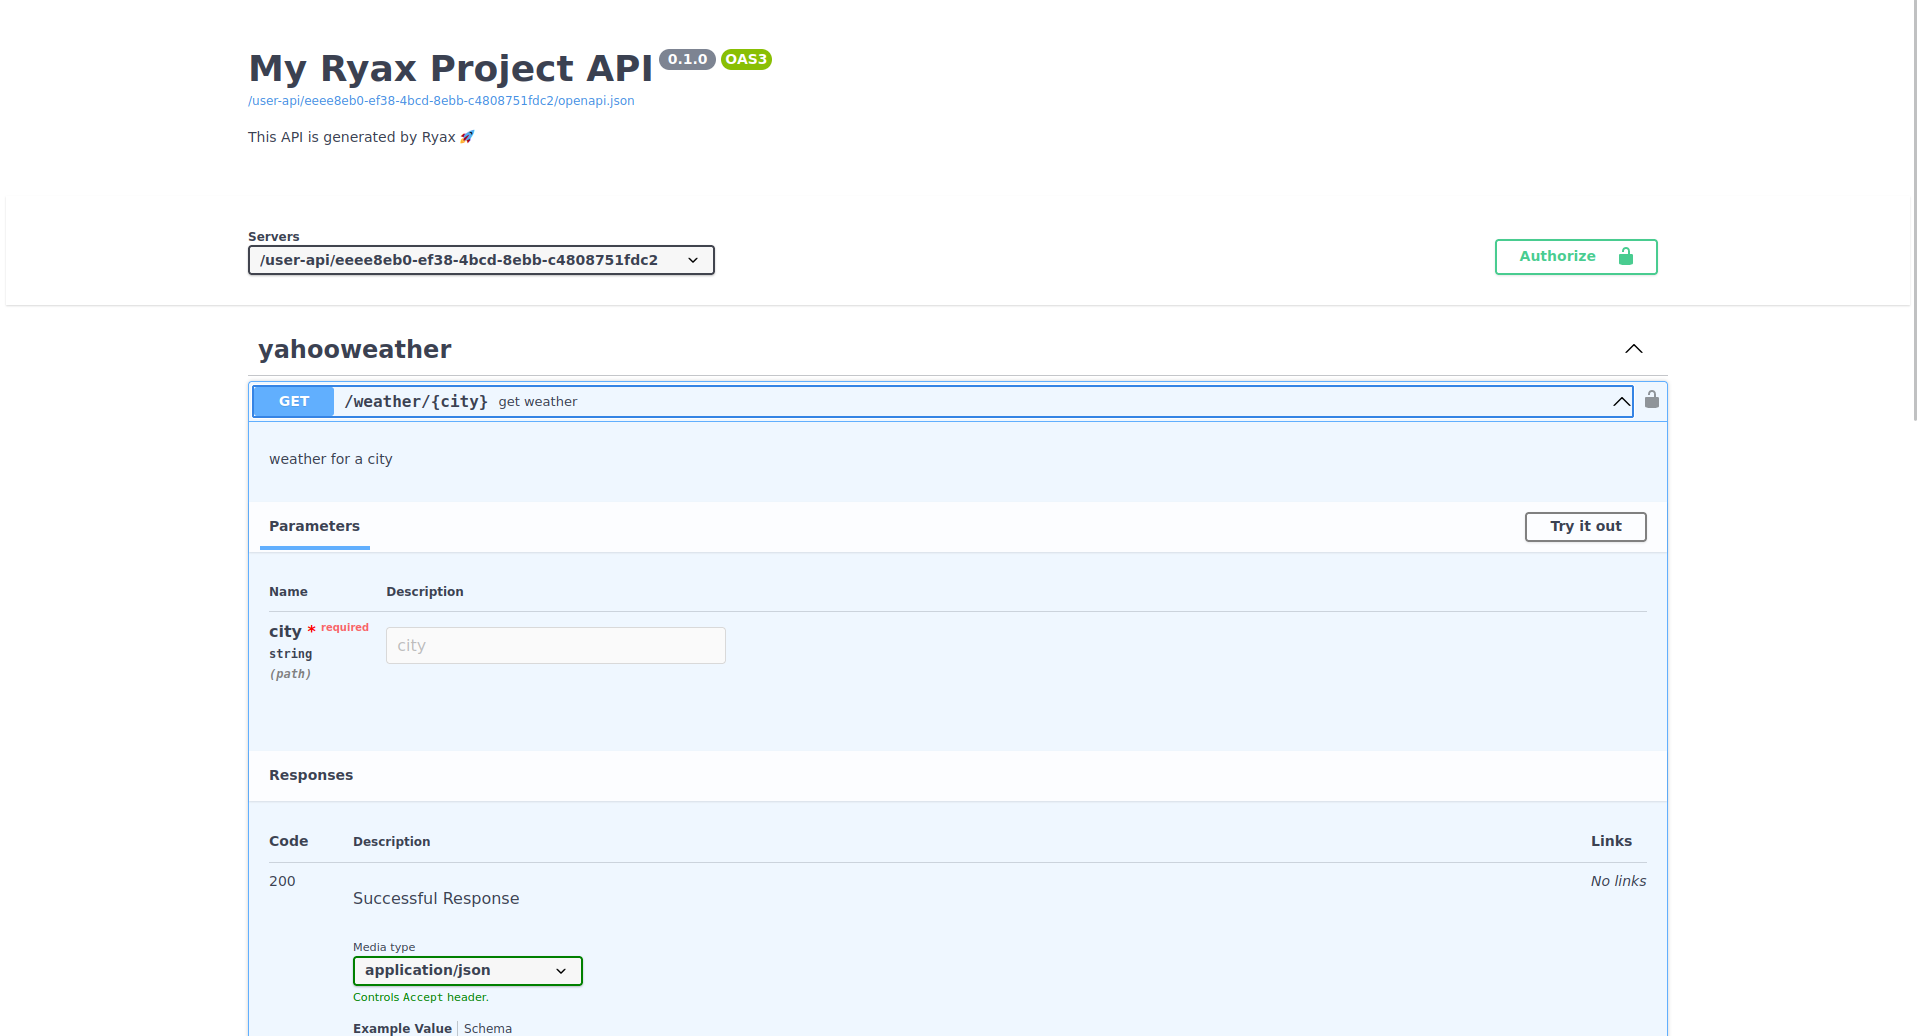 My Ryax Project API 0.1.0 OAS3
/user-api/eeee8eb0-ef38-4bcd-8ebb-c4808751fdc2/openapi.json
This API is generated by Ryax 🚀
Servers
/user-api/eeee8eb0-ef38-4bcd-8ebb-c4808751fdc2
Authorize
yahooweather
GET /weather/{city} get weather
weather for a city
Parameters
Try it out
Name Description
city * required
string
(path)
city
Responses
Code Description Links
200
Successful Response
No links
Media type
application/json
Controls Accept header.
Example Value Schema